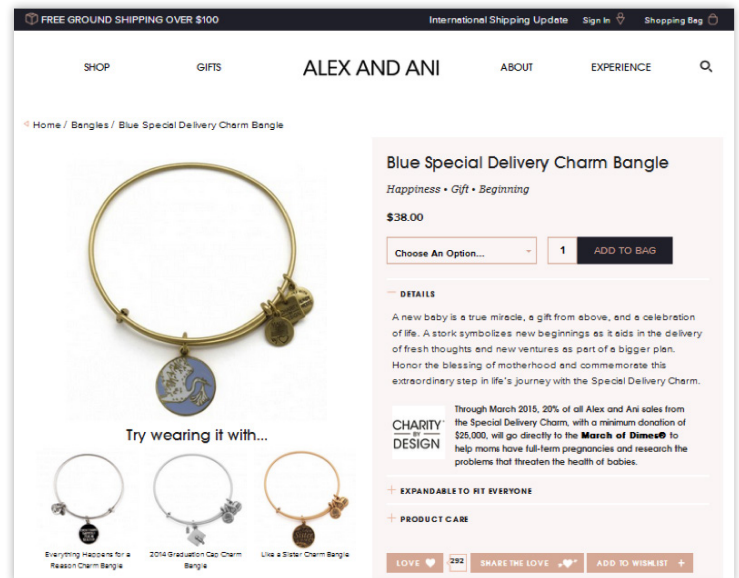 FREE GROUND SHIPPING OVER $100
International Shipping Update Sign In Shopping Bag
SHOP GIFTS ALEX AND ANI ABOUT EXPERIENCE
Home / Bangles / Blue Special Delivery Charm Bangle
Blue Special Delivery Charm Bangle
Happiness • Gift • Beginning
$38.00
Choose An Option... 1 ADD TO BAG
DETAILS
A new baby is a true miracle, a gift from above, and a celebration
of life. A stork symbolizes new beginnings as it aids in the delivery
of fresh thoughts and new ventures as part of a bigger plan.
Honor the blessing of motherhood and commemorate this
extraordinary step in life's journey with the Special Delivery Charm.
CHARITY
BY
DESIGN
Through March 2015, 20% of all Alex and Ani sales from
the Special Delivery Charm, with a minimum donation of
$25,000, will go directly to the March of Dimes® to
help moms have full-term pregnancies and research the
problems that threaten the health of babies.
+ EXPANDABLE TO FIT EVERYONE
+ PRODUCT CARE
LOVE 292 SHARE THE LOVE ADD TO WISHLIST +
Try wearing it with...
Everything Happens for a
Reason Charm Bangle
2014 Graduation Cap Charm
Bangle
Like a Sister Charm Bangle